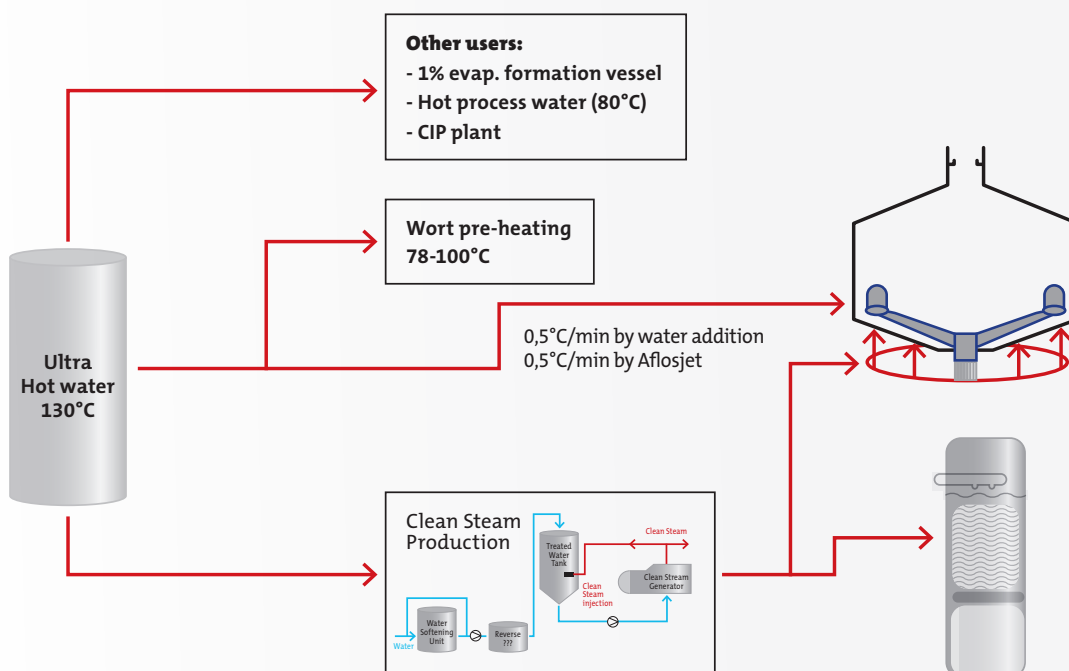 Other users:
- 1% evap. formation vessel
- Hot process water (80°C)
- CIP plant
Wort pre-heating
78-100°C
Ultra
Hot water
130°C
0,5°C/min by water addition
0,5°C/min by Aflosjet
Clean Steam
Production
Treated
Water
Tank
Clean Steam
Clean
Steam
injection
Clean Stream
Generator
Water
Water
Softening
Unit
Reverse
???